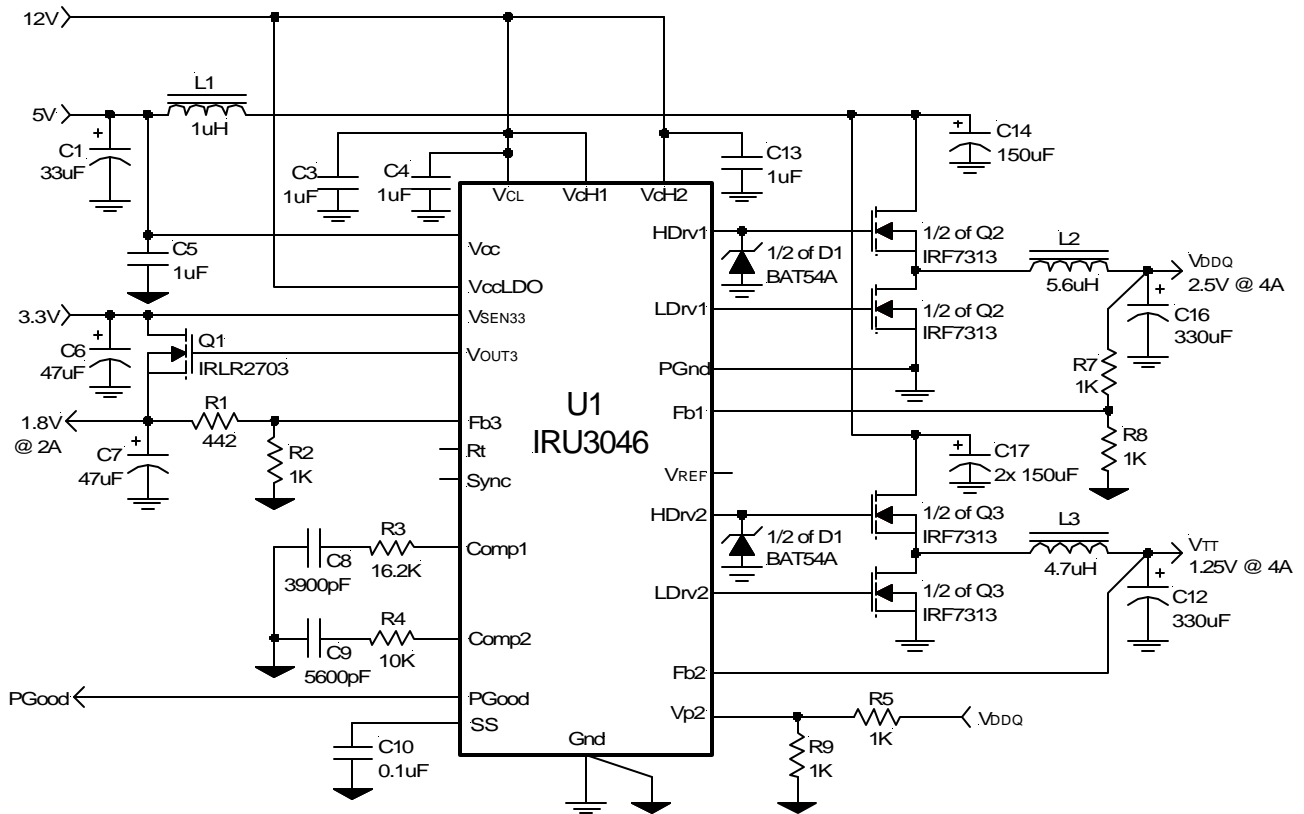 12V
5V
L1
1uH
C1
33uF
C3
1uF
C4
1uF
C13
1uF
C14
150uF
VCL
VcH1
VcH2
C5
1uF
Vcc
VccLDO
VSEN33
VOUT3
Fb3
Rt
Sync
Comp1
Comp2
PGood
SS
Gnd
HDrv1
LDrv1
PGnd
Fb1
VREF
HDrv2
LDrv2
Fb2
Vp2
U1
IRU3046
3.3V
C6
47uF
Q1
IRLR2703
1.8V
@ 2A
R1
442
C7
47uF
R2
1K
C8
3900pF
R3
16.2K
C9
5600pF
R4
10K
PGood
C10
0.1uF
1/2 of D1
BAT54A
1/2 of Q2
IRF7313
1/2 of Q2
IRF7313
L2
5.6uH
VDDQ
2.5V @ 4A
C16
330uF
R7
1K
R8
1K
C17
2x 150uF
1/2 of D1
BAT54A
1/2 of Q3
IRF7313
1/2 of Q3
IRF7313
L3
4.7uH
VTT
1.25V @ 4A
C12
330uF
R5
1K
VDDQ
R9
1K